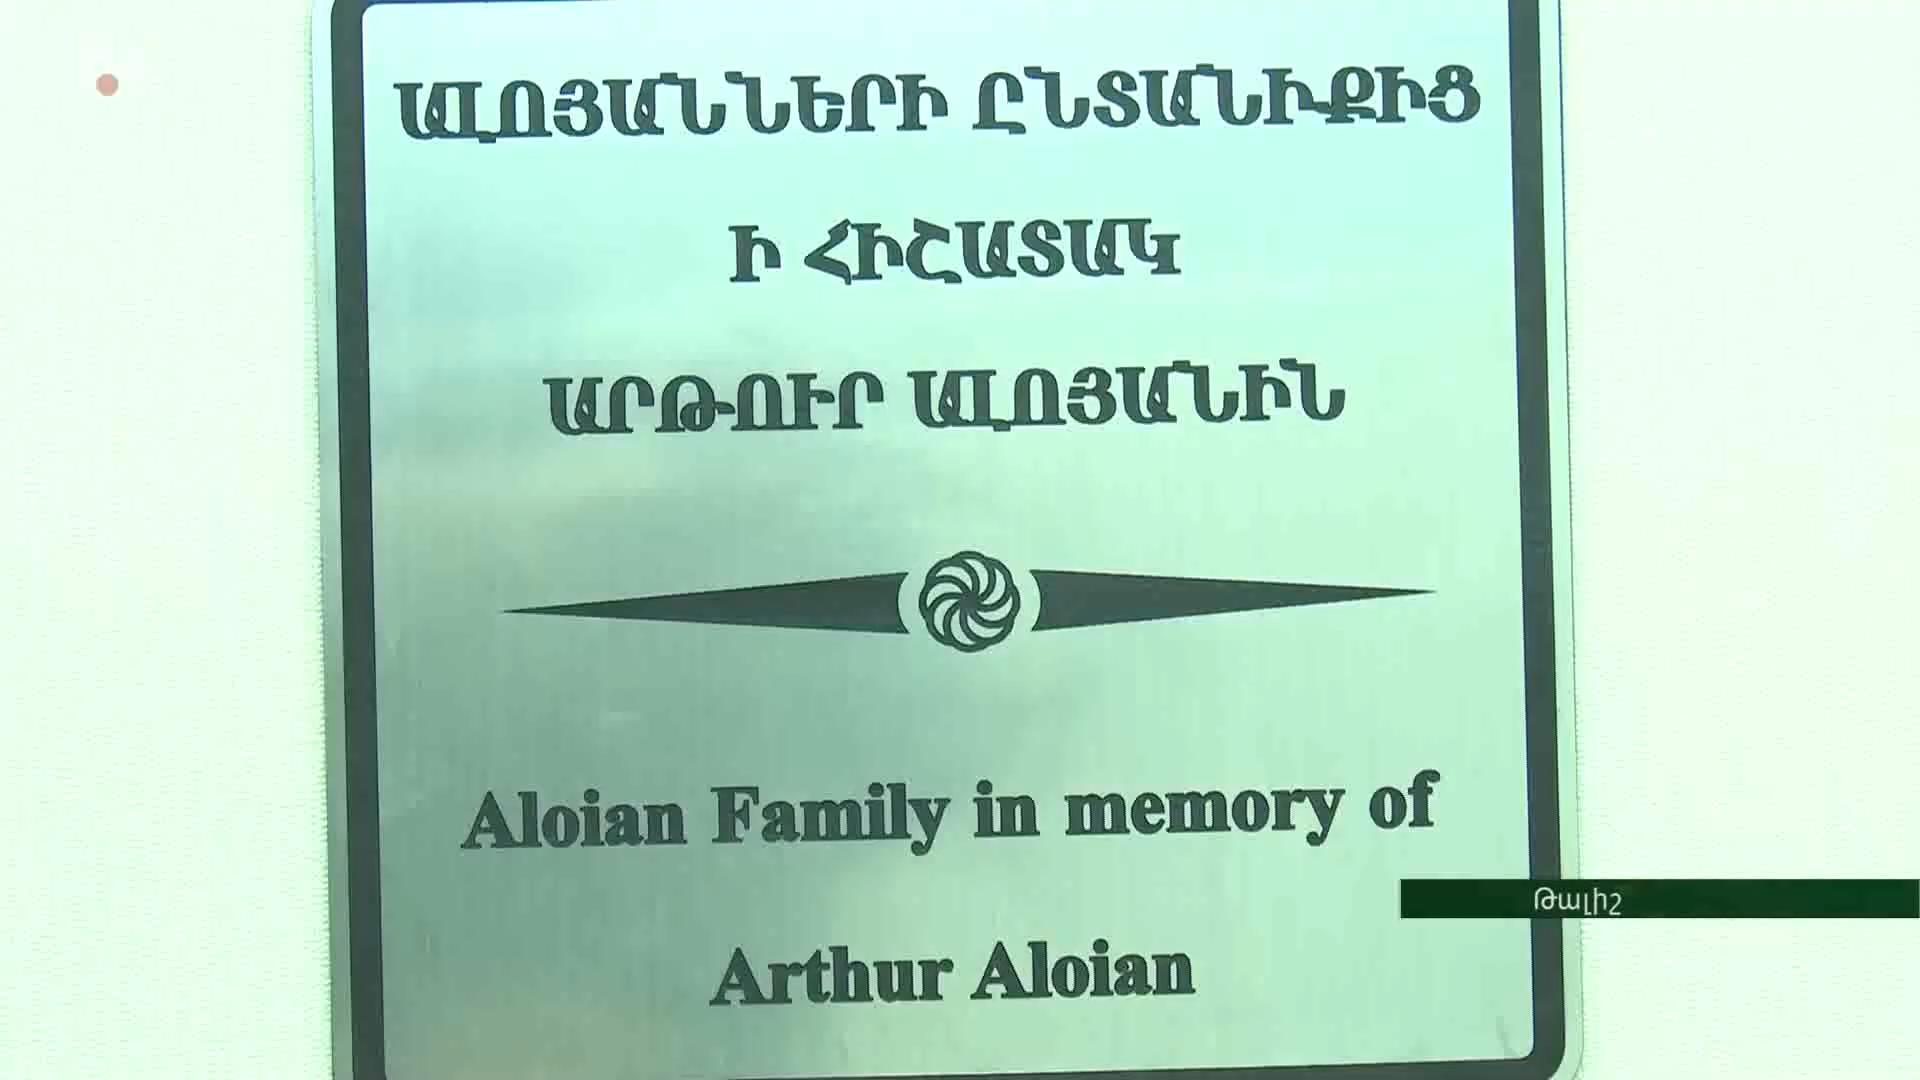 ԱԼՈՅԱՆՆԵՐԻ ԸՆՏԱՆԻՔԻՑ
Ի ՀԻՇԱՏԱԿ
ԱՐԹՈՒՐ ԱԼՈՅԱՆԻՆ
Aloian Family in memory of
Arthur Aloian
Թալիշ